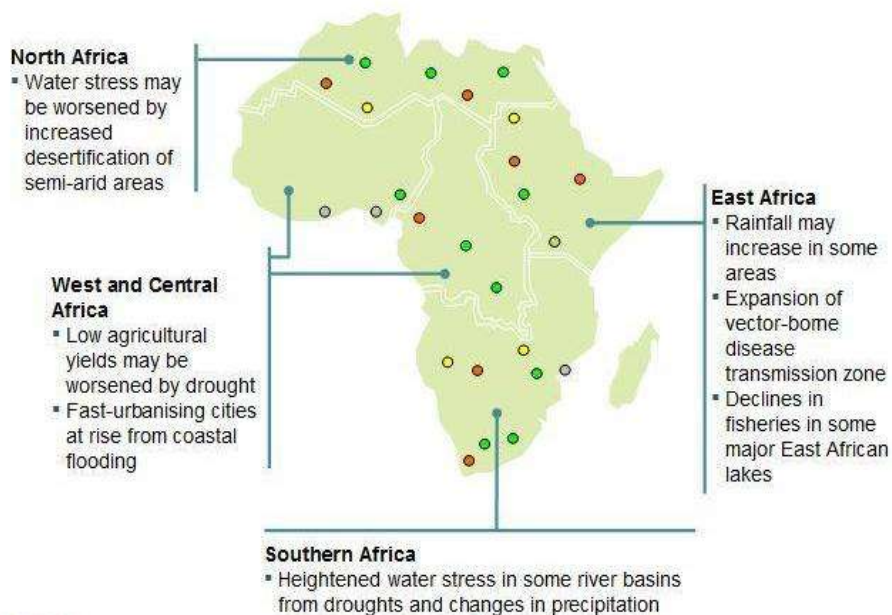 North Africa
▪ Water stress may
be worsened by
increased
desertification of
semi-arid areas
West and Central
Africa
▪ Low agricultural
yields may be
worsened by drought
▪ Fast-urbanising cities
at rise from coastal
flooding
East Africa
▪ Rainfall may
increase in some
areas
▪ Expansion of
vector-borne
disease
transmission zone
▪ Declines in
fisheries in some
major East African
lakes
Southern Africa
▪ Heightened water stress in some river basins
from droughts and changes in precipitation